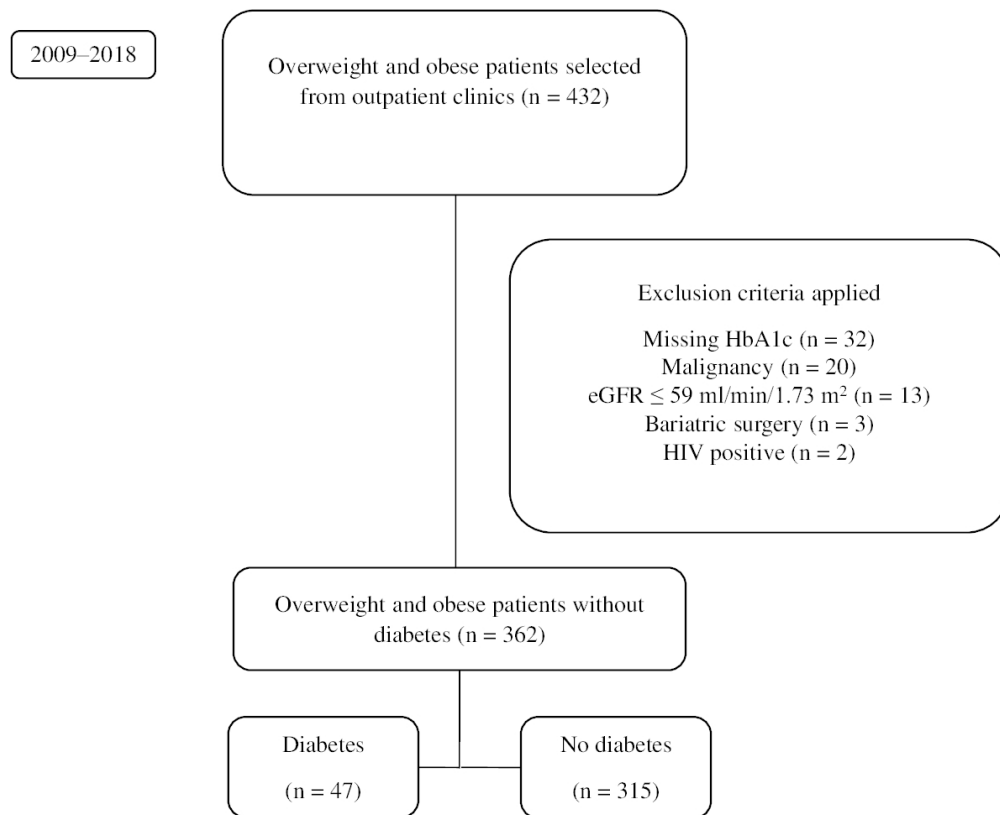 2009–2018
Overweight and obese patients selected
from outpatient clinics (n = 432)
Exclusion criteria applied
Missing HbA1c (n = 32)
Malignancy (n = 20)
eGFR ≤ 59 ml/min/1.73 m² (n = 13)
Bariatric surgery (n = 3)
HIV positive (n = 2)
Overweight and obese patients without
diabetes (n = 362)
Diabetes
(n = 47)
No diabetes
(n = 315)